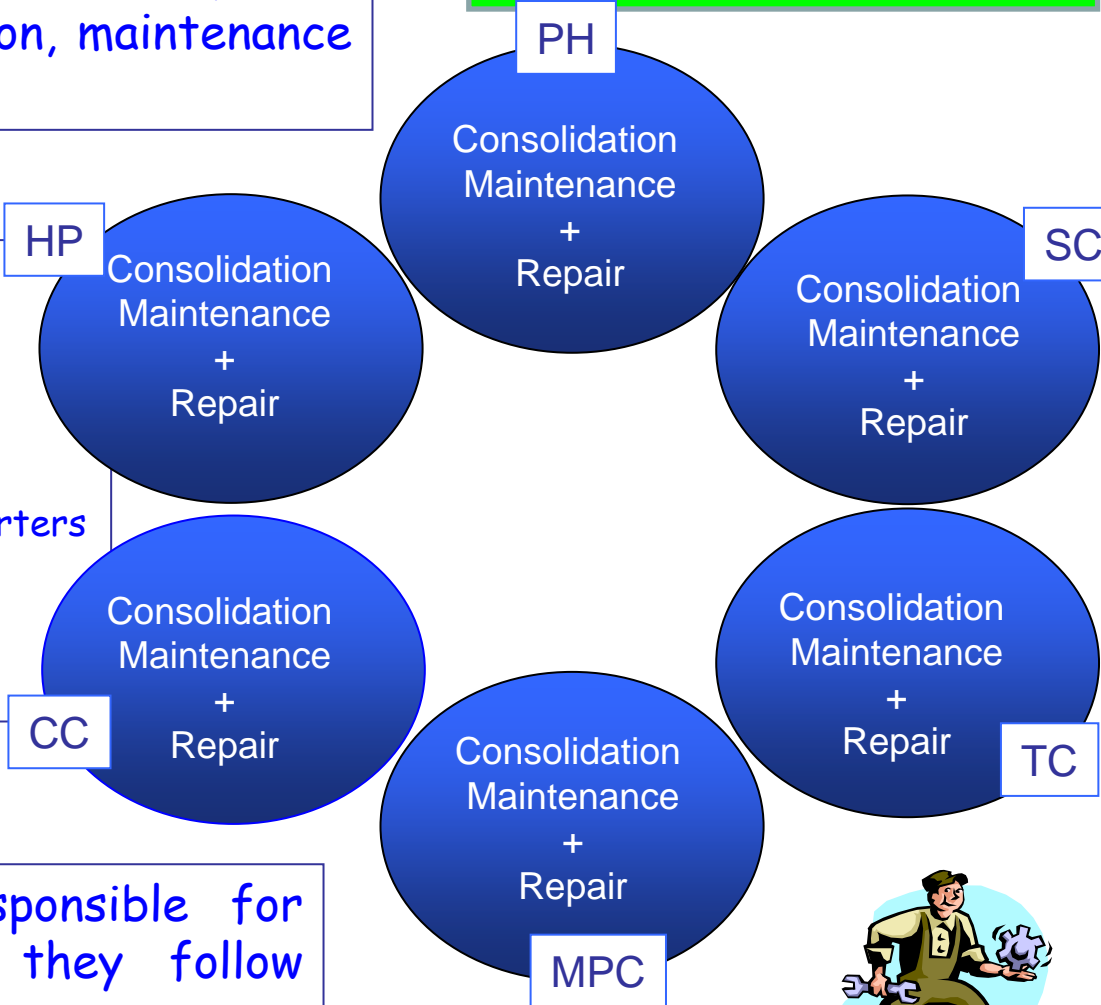 on, maintenance
PH
Consolidation
Maintenance
+
Repair
HP
Consolidation
Maintenance
+
Repair
SC
Consolidation
Maintenance
+
Repair
rters
Consolidation
Maintenance
+
Repair
CC
Consolidation
Maintenance
+
Repair
TC
Consolidation
Maintenance
+
Repair
MPC
sponsible for
they follow